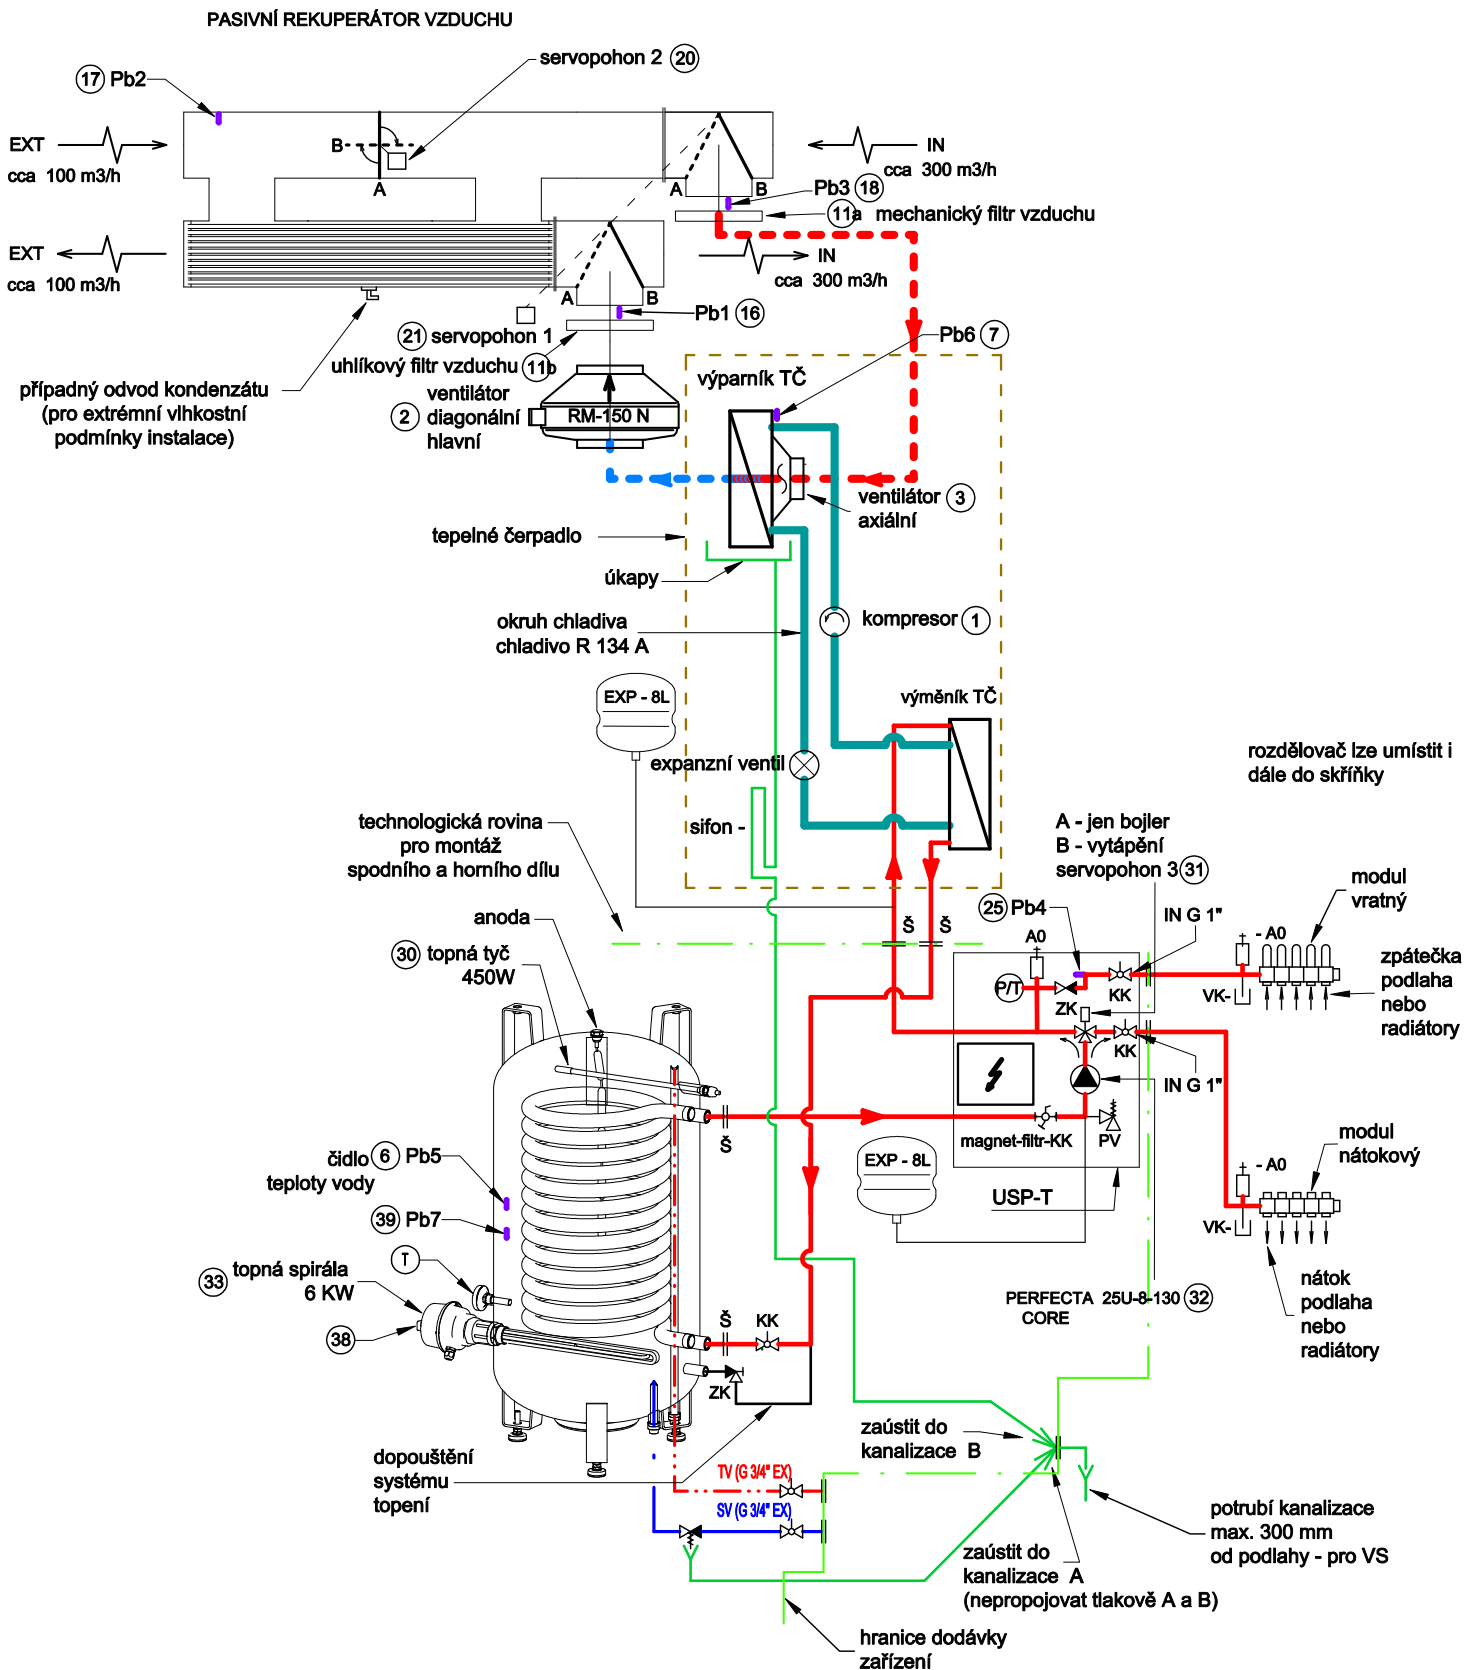 PASIVNÍ REKUPERÁTOR VZDUCHU
servopohon 2 20
17 Pb2
EXT
cca 100 m3/h
B
A
IN
cca 300 m3/h
A
B
Pb3 18
11a mechanický filtr vzduchu
EXT
cca 100 m3/h
IN
cca 300 m3/h
A
B
Pb1 16
21 servopohon 1
Pb6 7
uhlíkový filtr vzduchu 11b
výparník TČ
případný odvod kondenzátu
(pro extrémní vlhkostní
podmínky instalace)
2
ventilátor
diagonální
hlavní
RM-150 N
ventilátor 3
axiální
tepelné čerpadlo
úkapy
okruh chladiva
chladivo R 134 A
kompresor 1
EXP - 8L
výměník TČ
expanzní ventil
rozdělovač lze umístit i
dále do skříňky
sifon -
technologická rovina
pro montáž
spodního a horního dílu
A - jen bojler
B - vytápění
servopohon 3 31
modul
vratný
anoda
25 Pb4
IN G 1"
Š
Š
A0
- A0
30 topná tyč
450W
zpátečka
podlaha
nebo
radiátory
P/T
ZK
KK
VK-
KK
IN G 1"
magnet-filtr-KK
PV
Š
modul
nátokový
EXP - 8L
- A0
čidlo 6 Pb5
teploty vody
USP-T
39 Pb7
VK-
T
33 topná spirála
6 KW
nátok
podlaha
nebo
radiátory
PERFECTA 25U-8-130 32
CORE
38
Š
KK
ZK
zaústit do
kanalizace B
dopouštění
systému
topení
TV (G 3/4" EX)
SV (G 3/4" EX)
potrubí kanalizace
max. 300 mm
od podlahy - pro VS
zaústit do
kanalizace A
(nepropojovat tlakově A a B)
hranice dodávky
zařízení